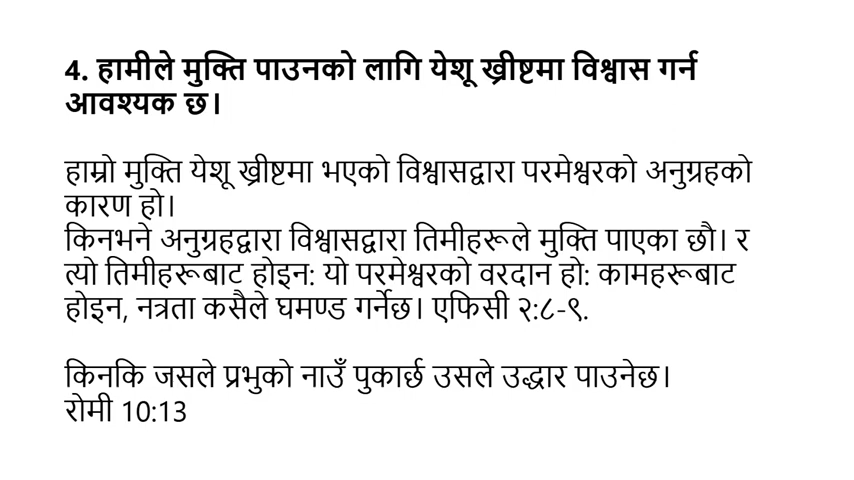 4. हामीले मुक्ति पाउनको लागि येशू ख्रीष्टमा विश्वास गर्न
आवश्यक छ।
हाम्रो मुक्ति येशू ख्रीष्टमा भएको विश्वासद्वारा परमेश्वरको अनुग्रहको
कारण हो।
किनभने अनुग्रहद्वारा विश्वासद्वारा तिमीहरूले मुक्ति पाएका छौ। र
त्यो तिमीहरूबाट होइन: यो परमेश्वरको वरदान हो: कामहरूबाट
होइन, नत्रता कसैले घमण्ड गर्नेछ। एफिसी २:८-९.
किनकि जसले प्रभुको नाउँ पुकार्छ उसले उद्धार पाउनेछ।
रोमी 10:13